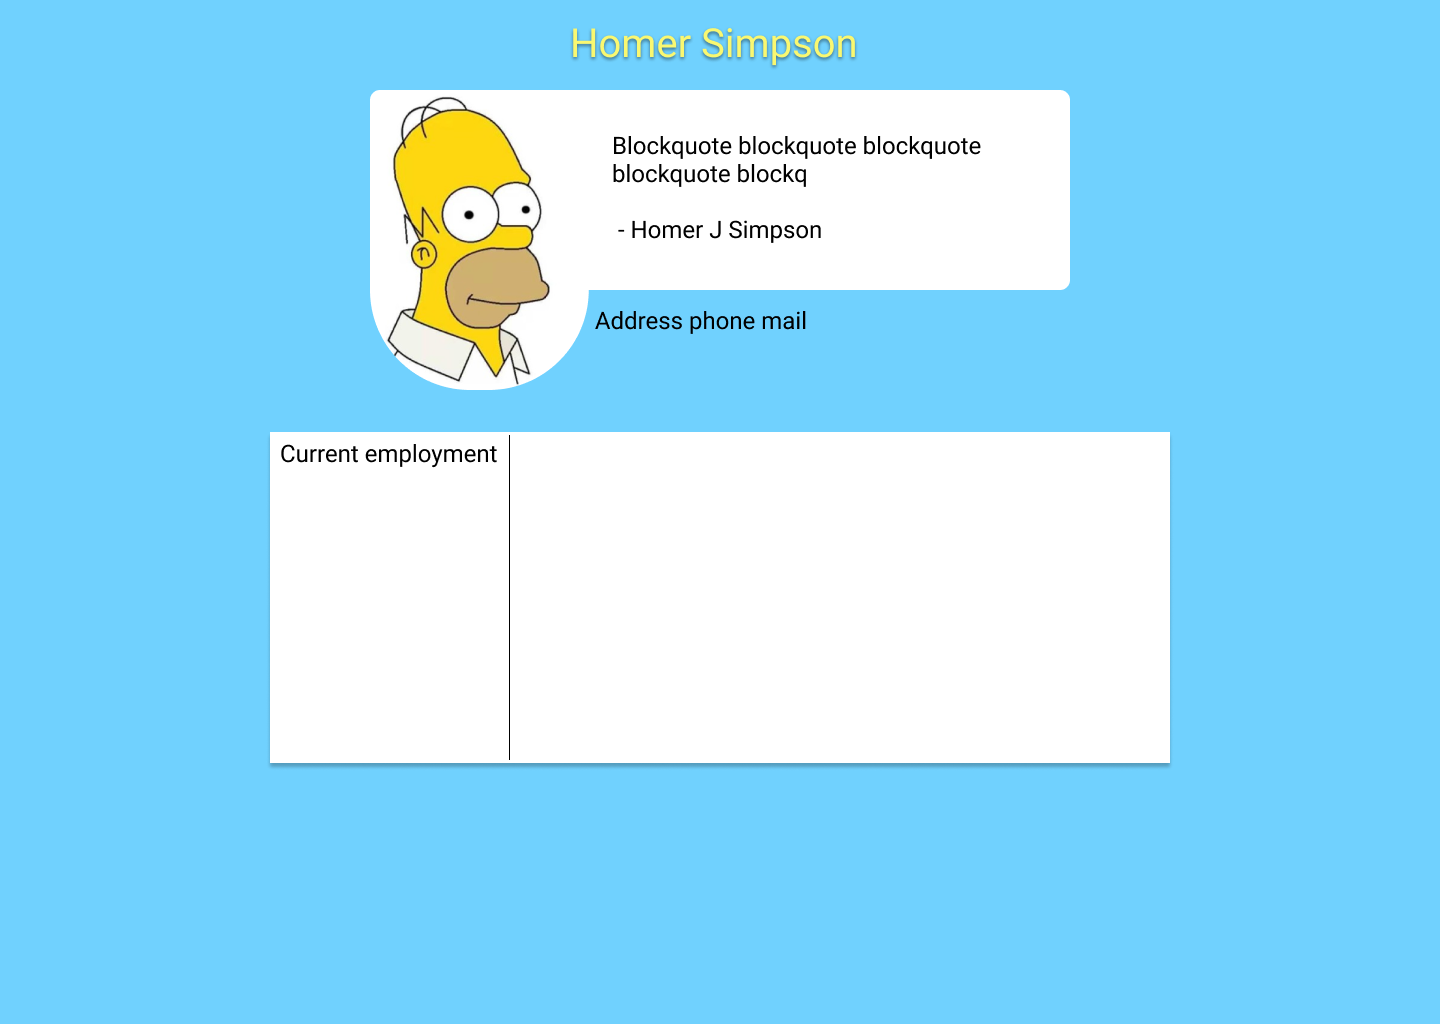 Homer Simpson
Blockquote blockquote blockquote
blockquote blockq
- Homer J Simpson
Address phone mail
Current employment